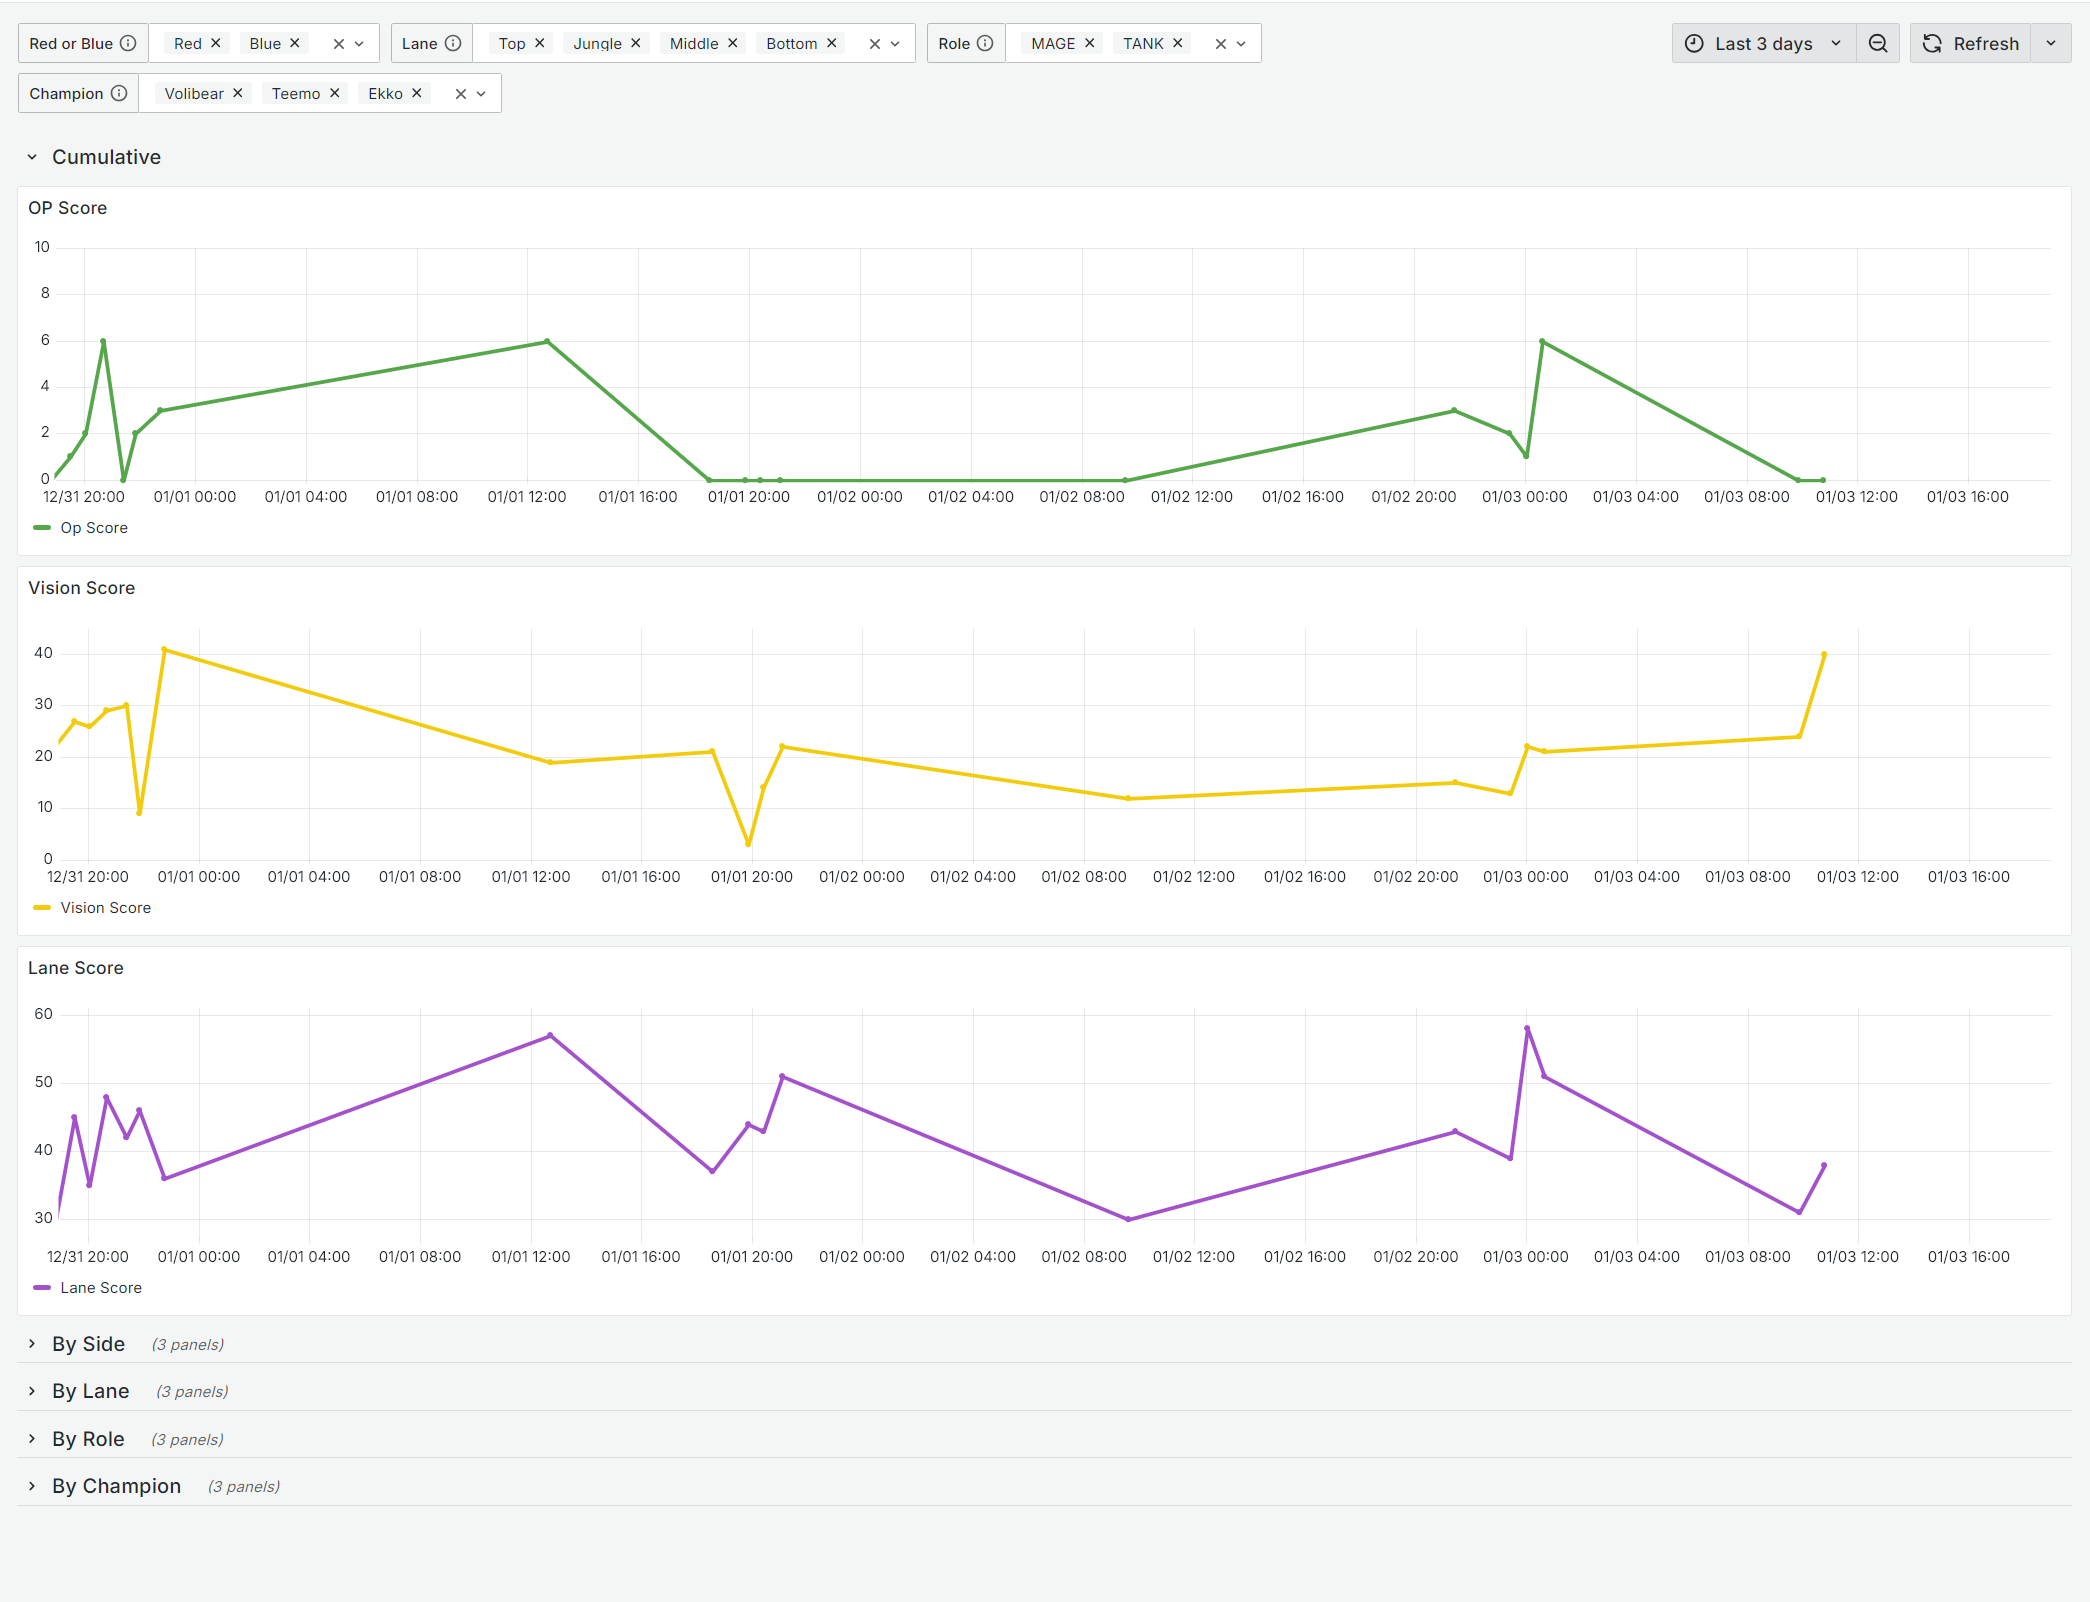 Red or Blue Red Blue Lane Top Jungle Middle Bottom Role MAGE TANK Last 3 days Refresh
Champion Volibear Teemo Ekko
Cumulative
OP Score
10
8
6
4
2
0
12/31 20:00 01/01 00:00 01/01 04:00 01/01 08:00 01/01 12:00 01/01 16:00 01/01 20:00 01/02 00:00 01/02 04:00 01/02 08:00 01/02 12:00 01/02 16:00 01/02 20:00 01/03 00:00 01/03 04:00 01/03 08:00 01/03 12:00 01/03 16:00
Op Score
Vision Score
40
30
20
10
0
12/31 20:00 01/01 00:00 01/01 04:00 01/01 08:00 01/01 12:00 01/01 16:00 01/01 20:00 01/02 00:00 01/02 04:00 01/02 08:00 01/02 12:00 01/02 16:00 01/02 20:00 01/03 00:00 01/03 04:00 01/03 08:00 01/03 12:00 01/03 16:00
Vision Score
Lane Score
60
50
40
30
12/31 20:00 01/01 00:00 01/01 04:00 01/01 08:00 01/01 12:00 01/01 16:00 01/01 20:00 01/02 00:00 01/02 04:00 01/02 08:00 01/02 12:00 01/02 16:00 01/02 20:00 01/03 00:00 01/03 04:00 01/03 08:00 01/03 12:00 01/03 16:00
Lane Score
By Side (3 panels)
By Lane (3 panels)
By Role (3 panels)
By Champion (3 panels)